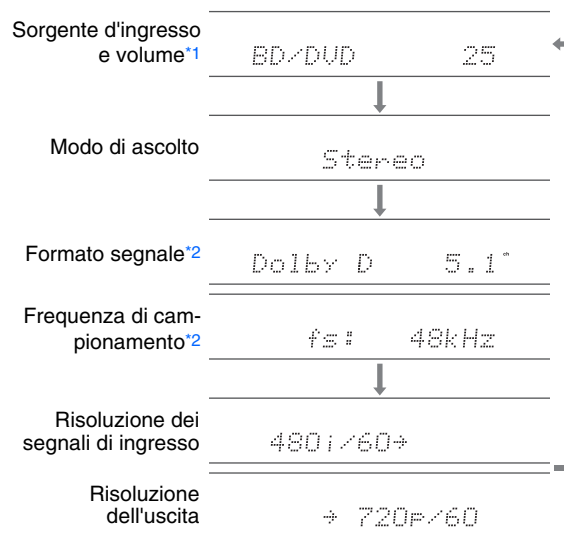 Sorgente d'ingresso
e volume*1
BD/DVD 25
Modo di ascolto
Stereo
Formato segnale*2
Dolby D 5.1
Frequenza di cam-
pionamento*2
fs: 48kHz
Risoluzione dei
segnali di ingresso
480i/60→
Risoluzione
dell'uscita
→ 720p/60